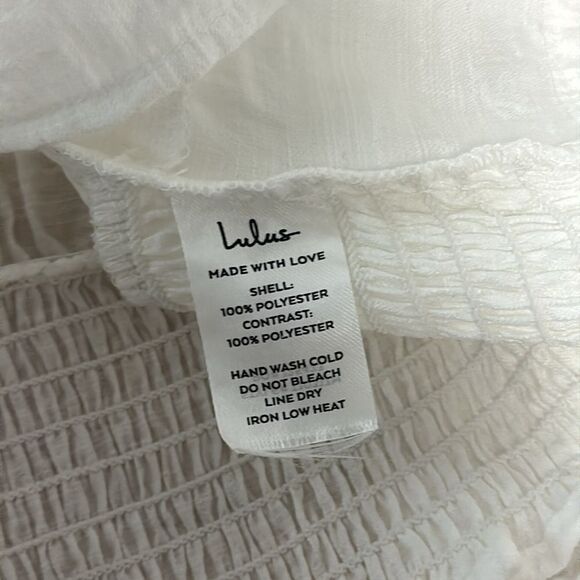 Lulus
MADE WITH LOVE
SHELL:
100% POLYESTER
CONTRAST:
100% POLYESTER
HAND WASH COLD
DO NOT BLEACH
LINE DRY
IRON LOW HEAT